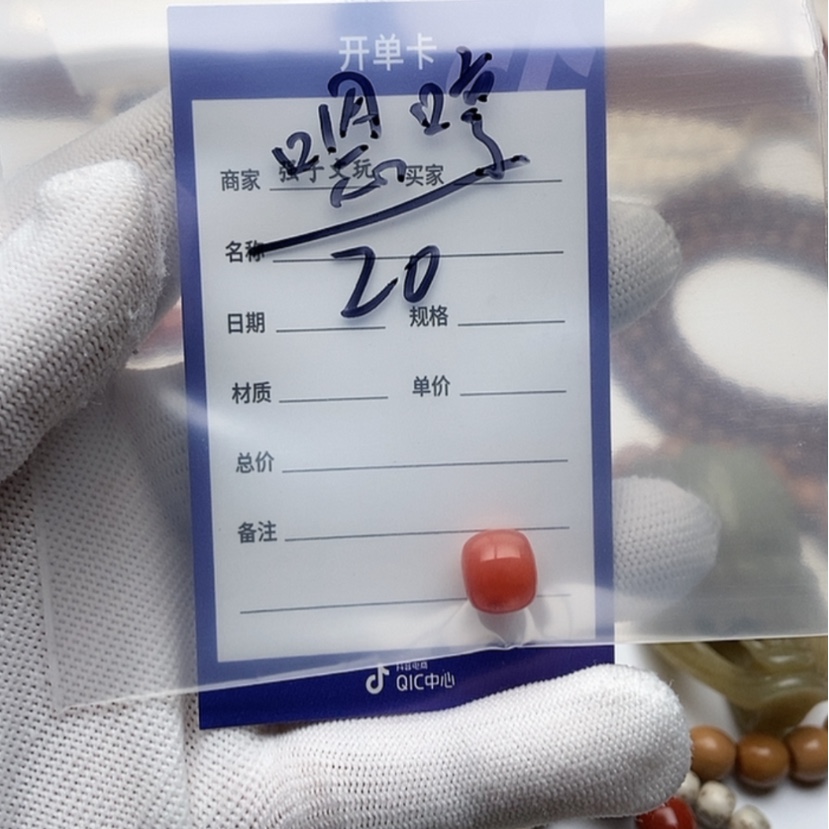 开单卡
商家 强子文玩 买家
名称
20
日期 规格
材质 单价
总价
备注
抖音电商
QIC中心